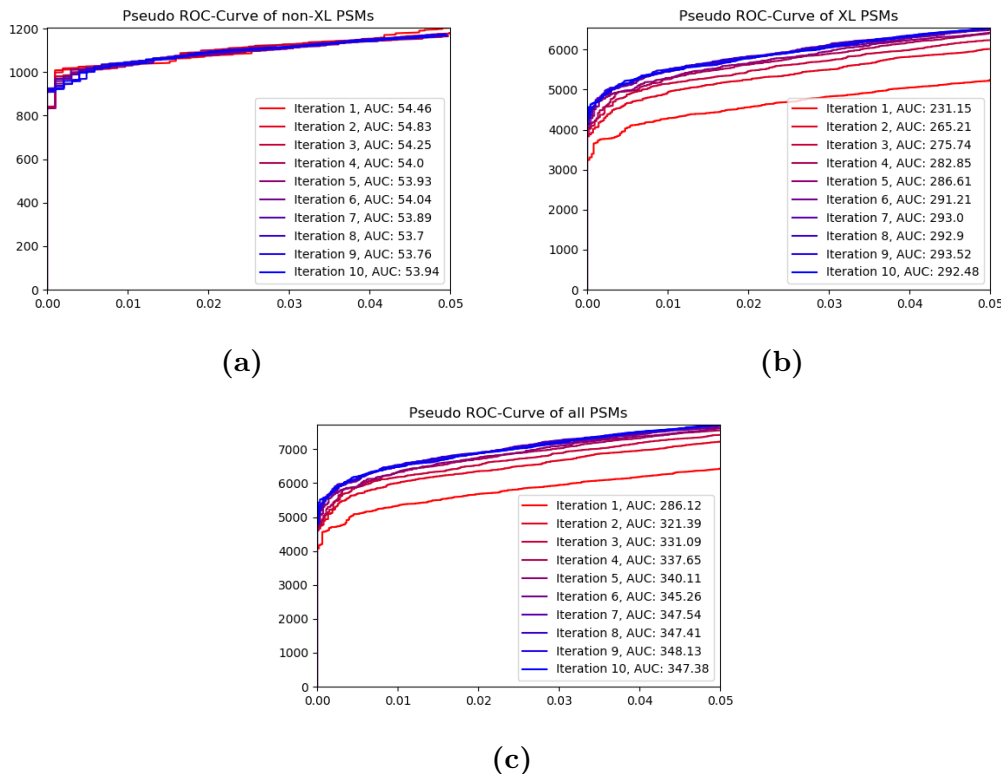 Pseudo ROC-Curve of non-XL PSMs
1200
1000
800
600
400
200
0
0.00 0.01 0.02 0.03 0.04 0.05
Iteration 1, AUC: 54.46
Iteration 2, AUC: 54.83
Iteration 3, AUC: 54.25
Iteration 4, AUC: 54.0
Iteration 5, AUC: 53.93
Iteration 6, AUC: 54.04
Iteration 7, AUC: 53.89
Iteration 8, AUC: 53.7
Iteration 9, AUC: 53.76
Iteration 10, AUC: 53.94
(a)
Pseudo ROC-Curve of XL PSMs
6000
5000
4000
3000
2000
1000
0
0.00 0.01 0.02 0.03 0.04 0.05
Iteration 1, AUC: 231.15
Iteration 2, AUC: 265.21
Iteration 3, AUC: 275.74
Iteration 4, AUC: 282.85
Iteration 5, AUC: 286.61
Iteration 6, AUC: 291.21
Iteration 7, AUC: 293.0
Iteration 8, AUC: 292.9
Iteration 9, AUC: 293.52
Iteration 10, AUC: 292.48
(b)
Pseudo ROC-Curve of all PSMs
7000
6000
5000
4000
3000
2000
1000
0
0.00 0.01 0.02 0.03 0.04 0.05
Iteration 1, AUC: 286.12
Iteration 2, AUC: 321.39
Iteration 3, AUC: 331.09
Iteration 4, AUC: 337.65
Iteration 5, AUC: 340.11
Iteration 6, AUC: 345.26
Iteration 7, AUC: 347.54
Iteration 8, AUC: 347.41
Iteration 9, AUC: 348.13
Iteration 10, AUC: 347.38
(c)